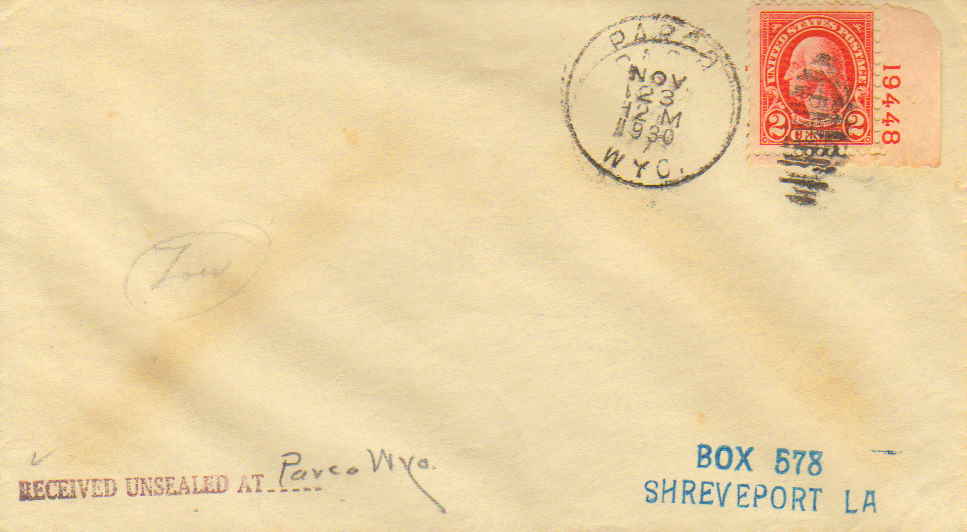 PARCO
NOV
23
12 M
1930
WYO.
UNITED STATES POSTAGE
2 CENTS 2
19448
RECEIVED UNSEALED AT Parco Wyo.
BOX 578
SHREVEPORT LA